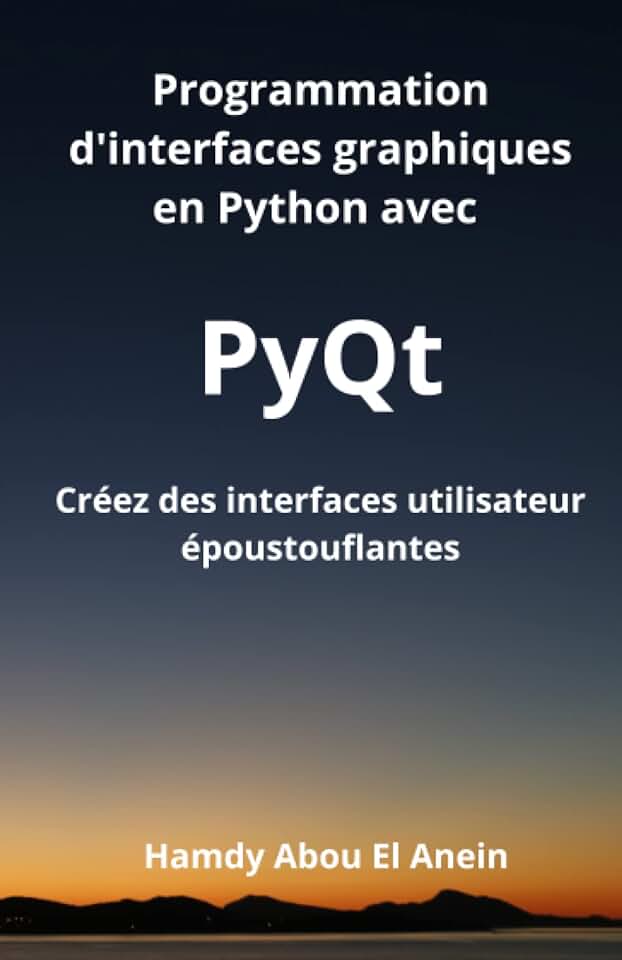 Programmation
d'interfaces graphiques
en Python avec
PyQt
Créez des interfaces utilisateur
époustouflantes
Hamdy Abou El Anein